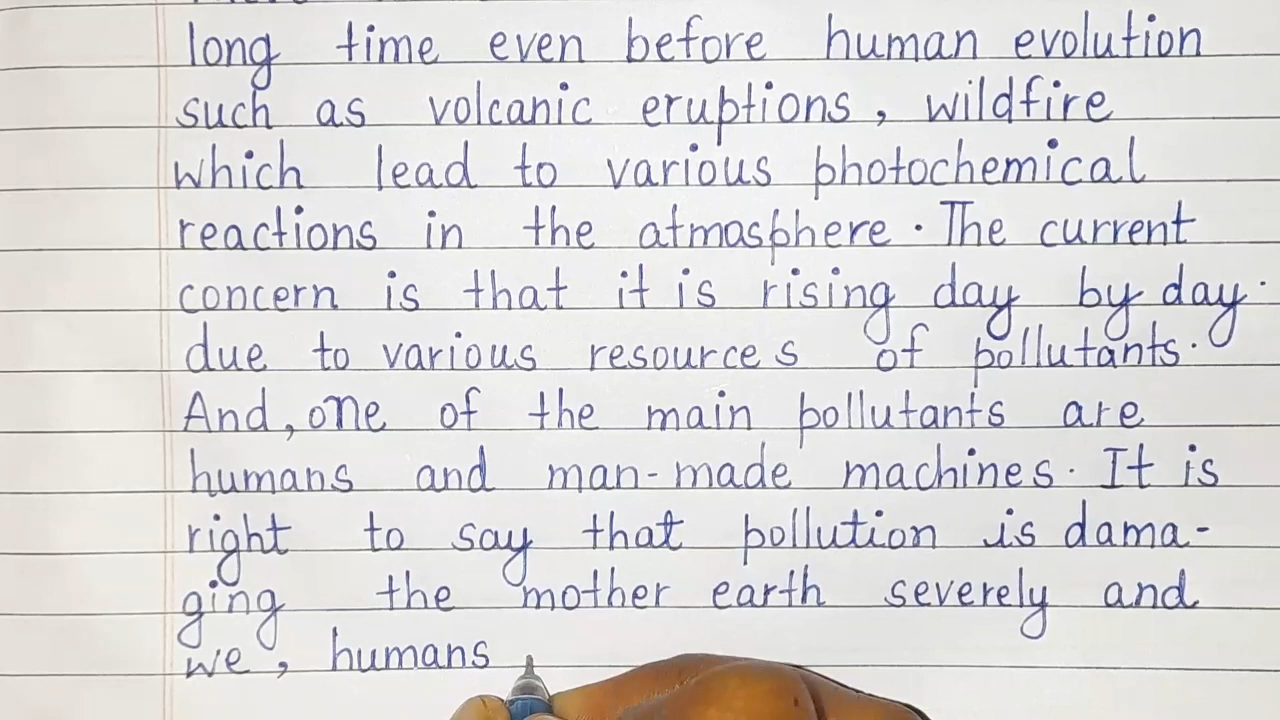 long time even before human evolution
such as volcanic eruptions, wildfire
which lead to various photochemical
reactions in the atmosphere. The current
concern is that it is rising day by day.
due to various resources of pollutants.
And, one of the main pollutants are
humans and man-made machines. It is
right to say that pollution is dama-
ging the mother earth severely and
we, humans